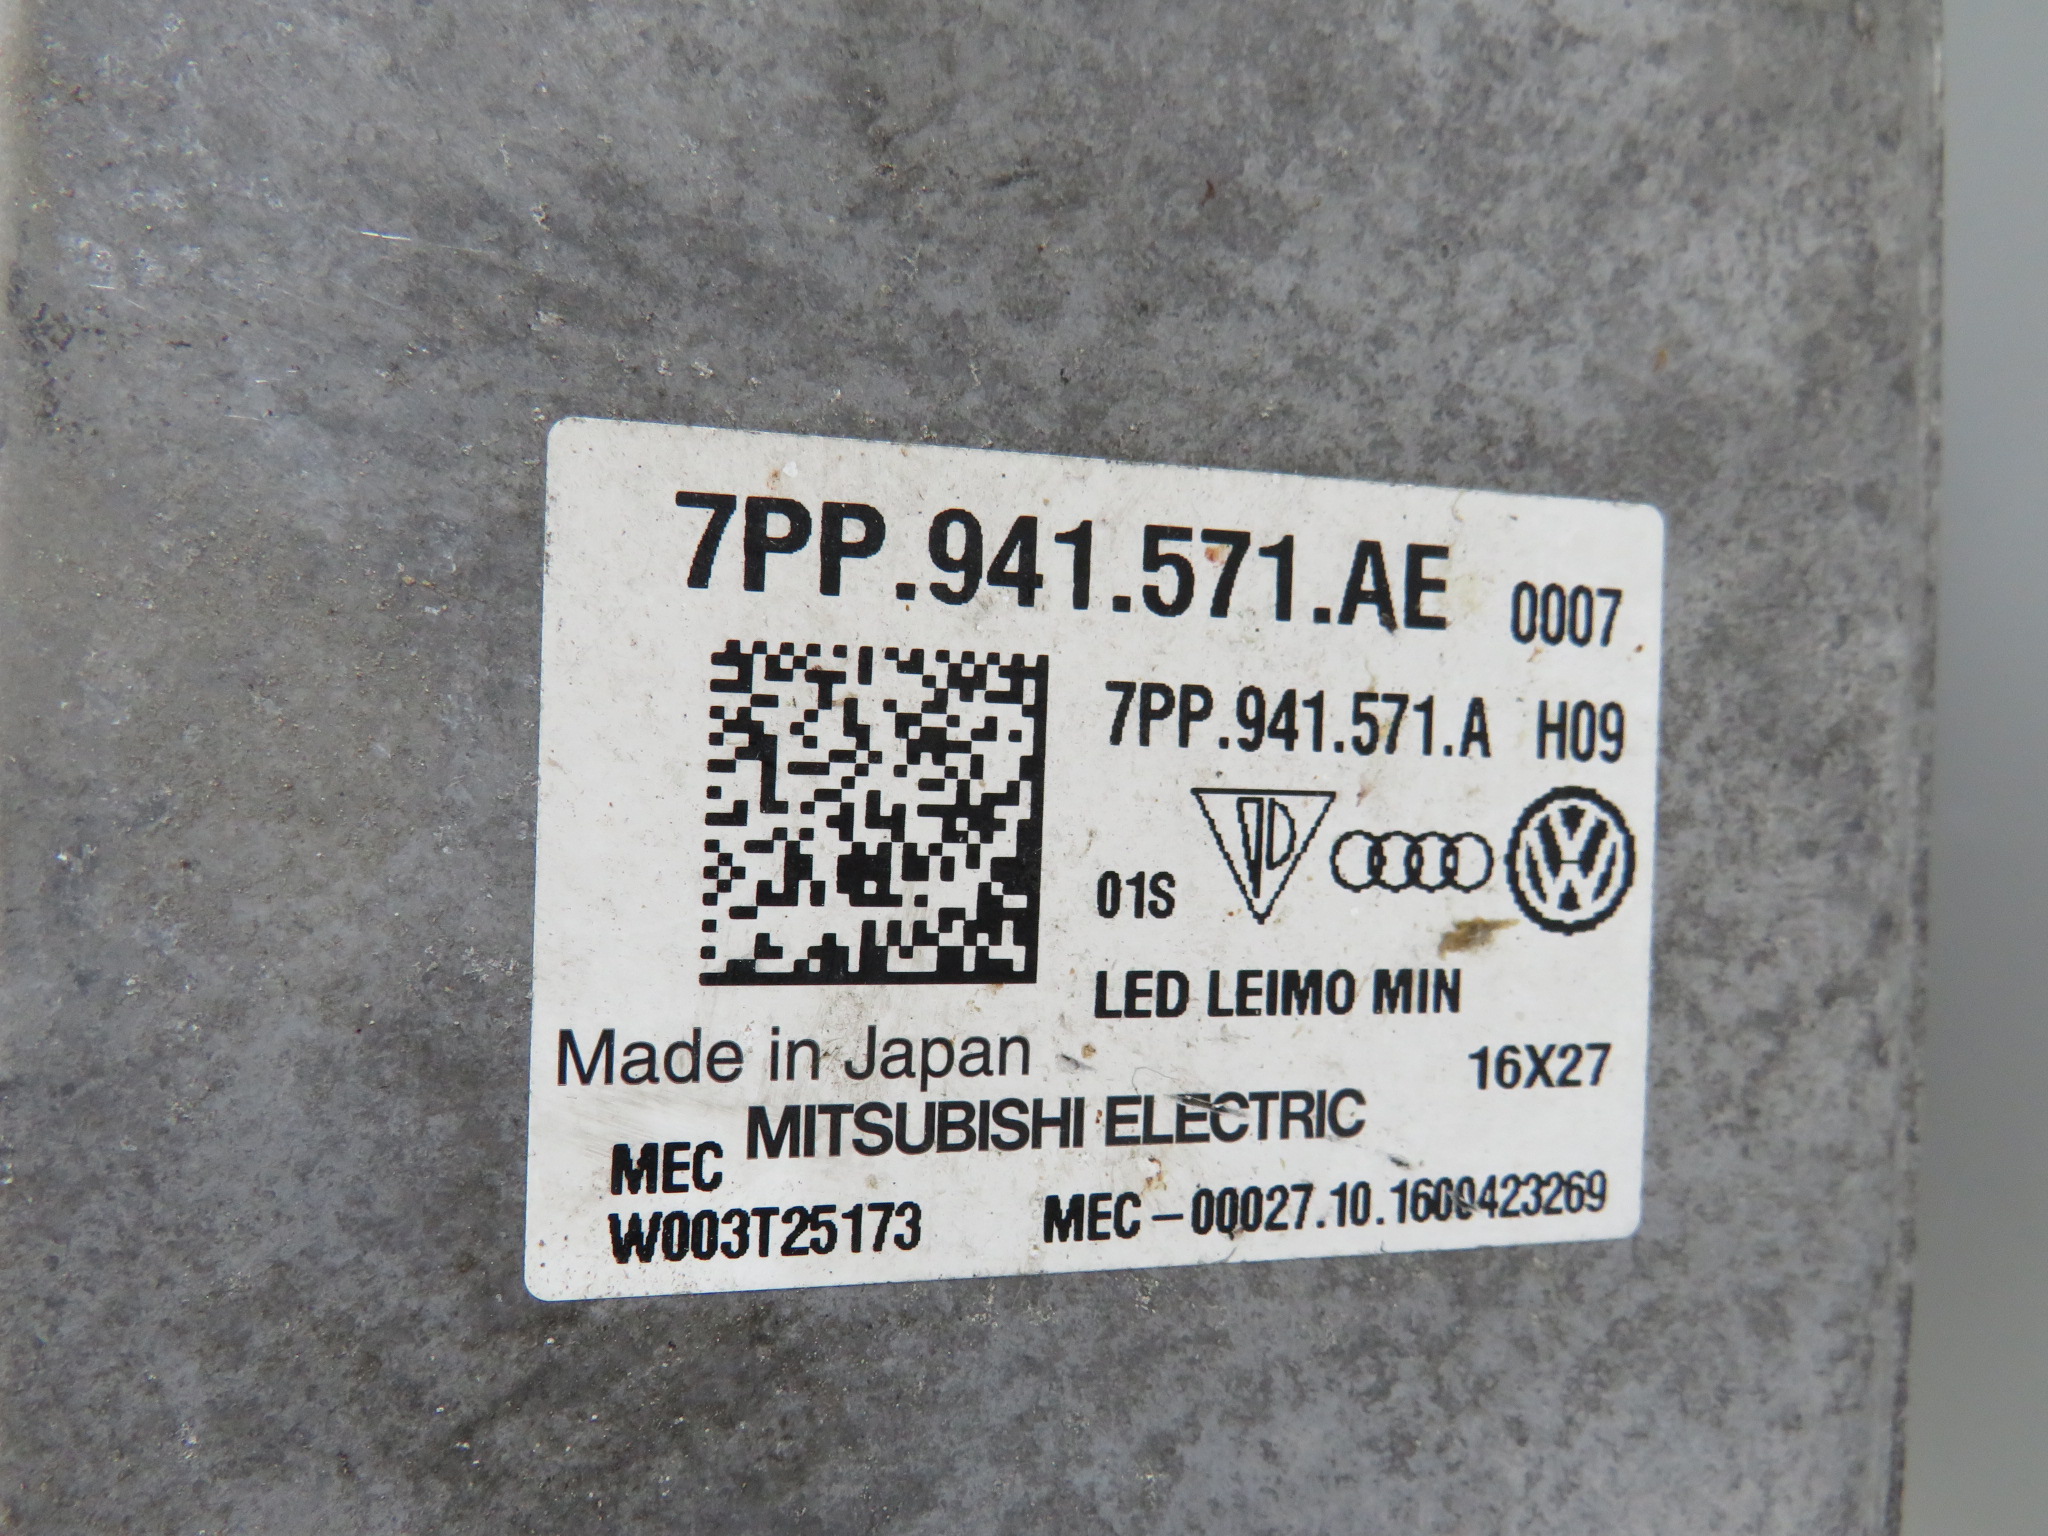 7PP.941.571.AE 0007
7PP.941.571.A H09
01S
LED LEIMO MIN
Made in Japan 16X27
MITSUBISHI ELECTRIC
MEC
W003T25173 MEC-00027.10.1600423269